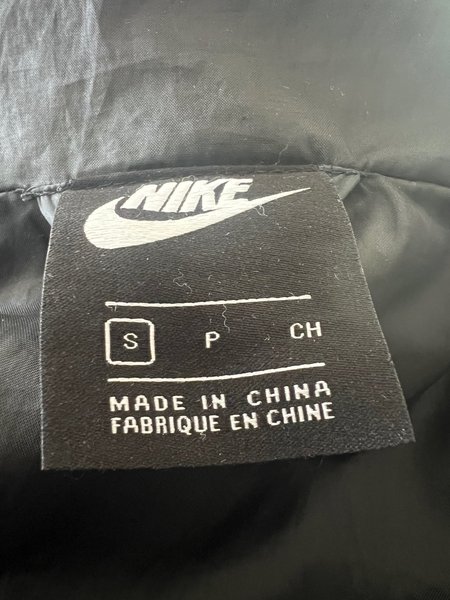 NIKE
S P CH
MADE IN CHINA
FABRIQUE EN CHINE